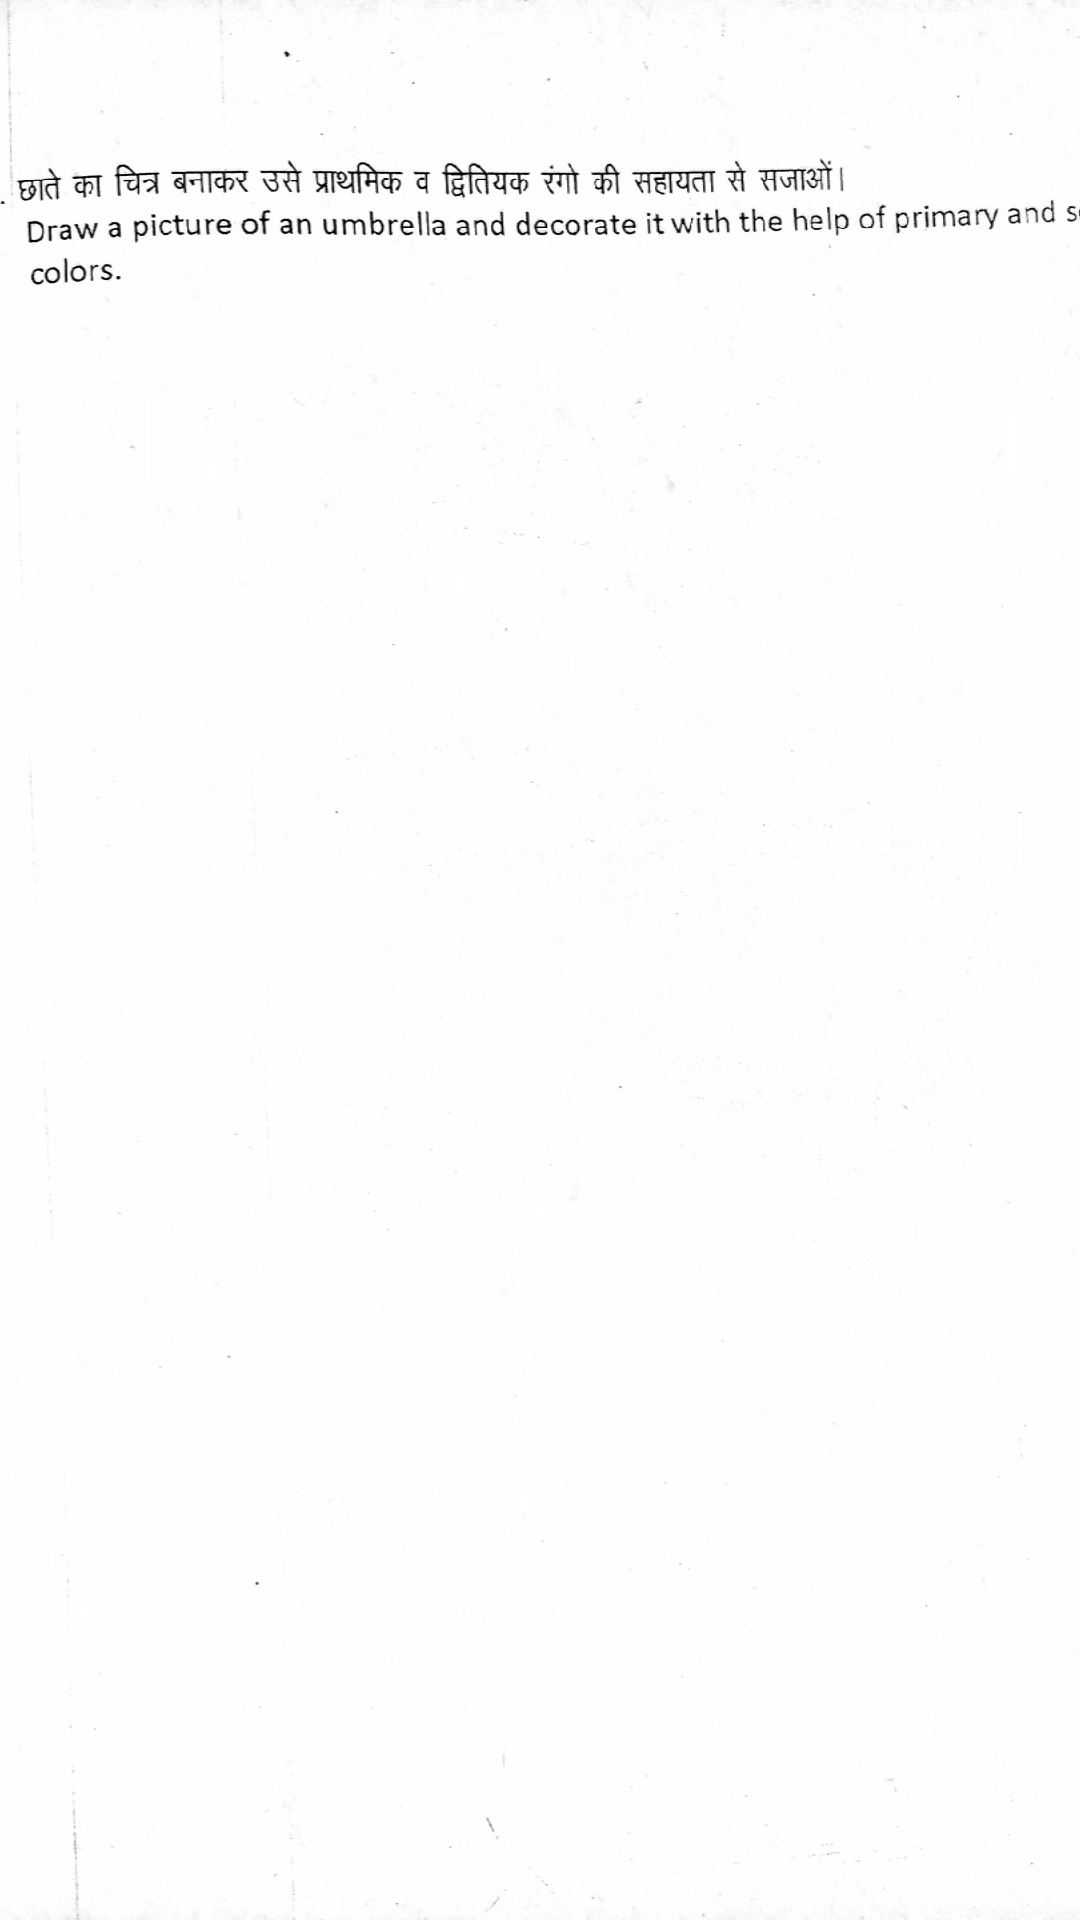 छाते का चित्र बनाकर उसे प्राथमिक व द्वितियक रंगो की सहायता से सजाओं।
Draw a picture of an umbrella and decorate it with the help of primary and
colors.